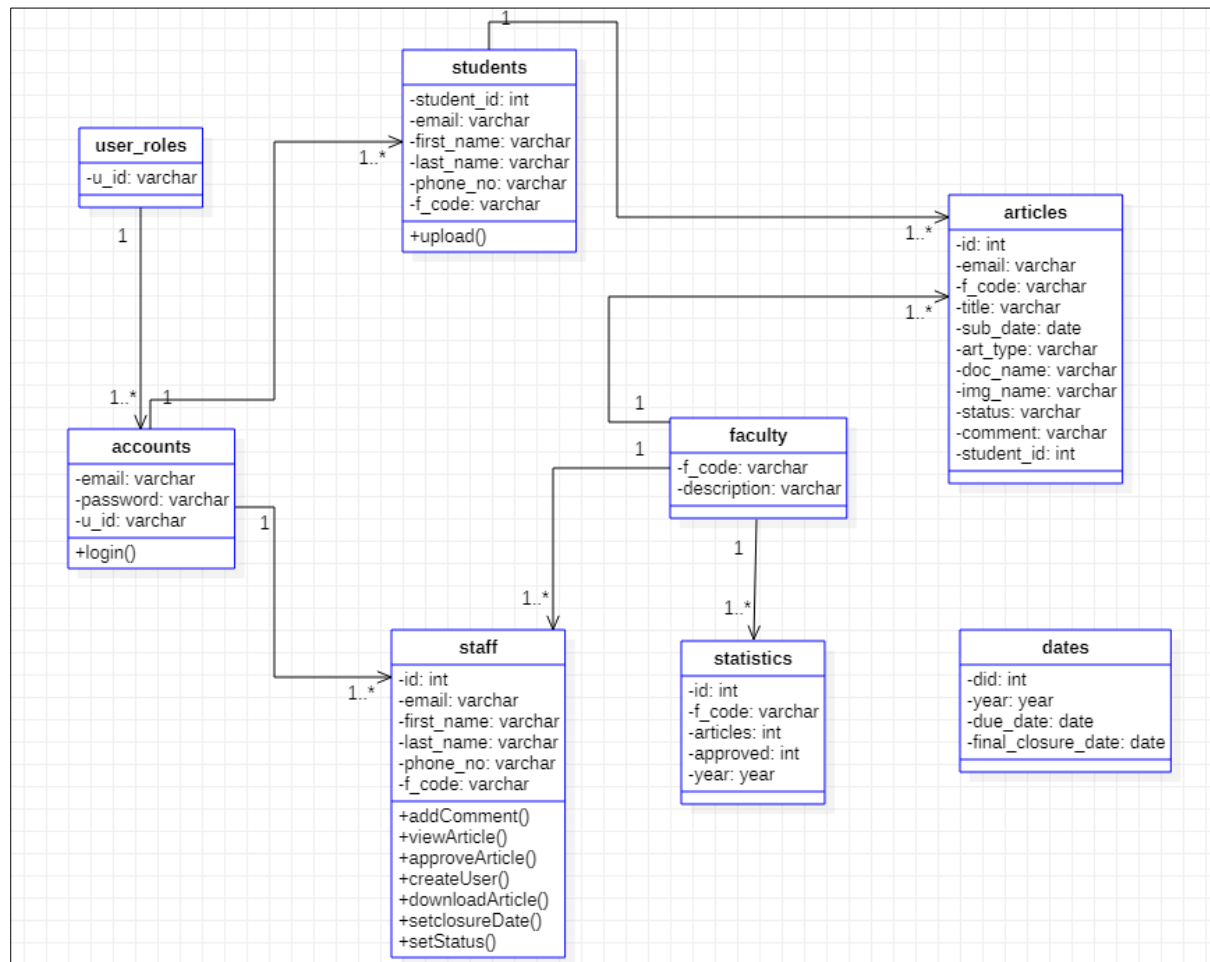 1
students
-student_id: int
-email: varchar
-first_name: varchar
-last_name: varchar
-phone_no: varchar
-f_code: varchar
+upload()
1..*
user_roles
-u_id: varchar
1
1..*
1
accounts
-email: varchar
-password: varchar
-u_id: varchar
+login()
1
1..*
articles
-id: int
-email: varchar
-f_code: varchar
-title: varchar
-sub_date: date
-art_type: varchar
-doc_name: varchar
-img_name: varchar
-status: varchar
-comment: varchar
-student_id: int
1..*
1..*
1
1
faculty
-f_code: varchar
-description: varchar
1
1..*
1..*
staff
-id: int
-email: varchar
-first_name: varchar
-last_name: varchar
-phone_no: varchar
-f_code: varchar
+addComment()
+viewArticle()
+approveArticle()
+createUser()
+downloadArticle()
+setclosureDate()
+setStatus()
statistics
-id: int
-f_code: varchar
-articles: int
-approved: int
-year: year
dates
-did: int
-year: year
-due_date: date
-final_closure_date: date